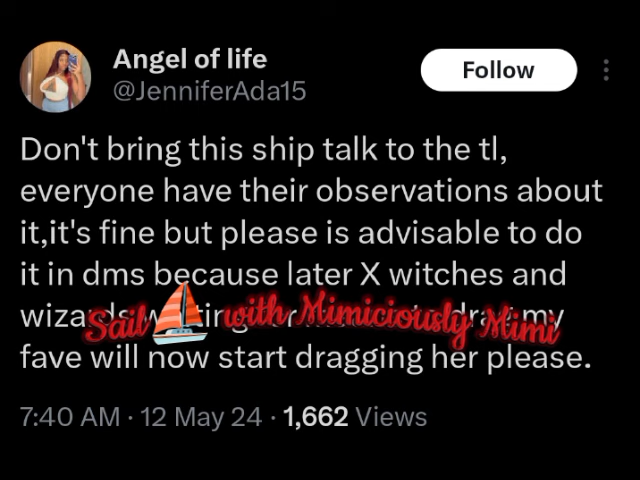 Angel of life
@JenniferAda15
Follow
Don't bring this ship talk to the tl,
everyone have their observations about
it,it's fine but please is advisable to do
it in dms because later X witches and
my
Sail with Mimiciously Mimi
fave will now start dragging her please.
7:40 AM · 12 May 24 · 1,662 Views